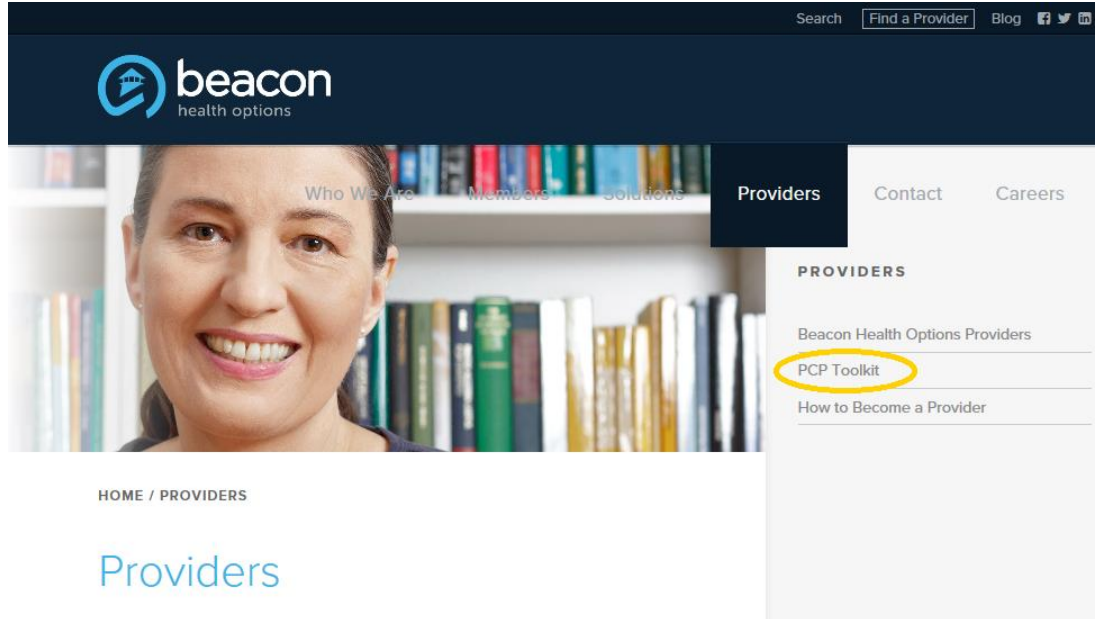 Search Find a Provider Blog
beacon
health options
Who We Are Members Solutions Providers Contact Careers
PROVIDERS
Beacon Health Options Providers
PCP Toolkit
How to Become a Provider
HOME / PROVIDERS
Providers